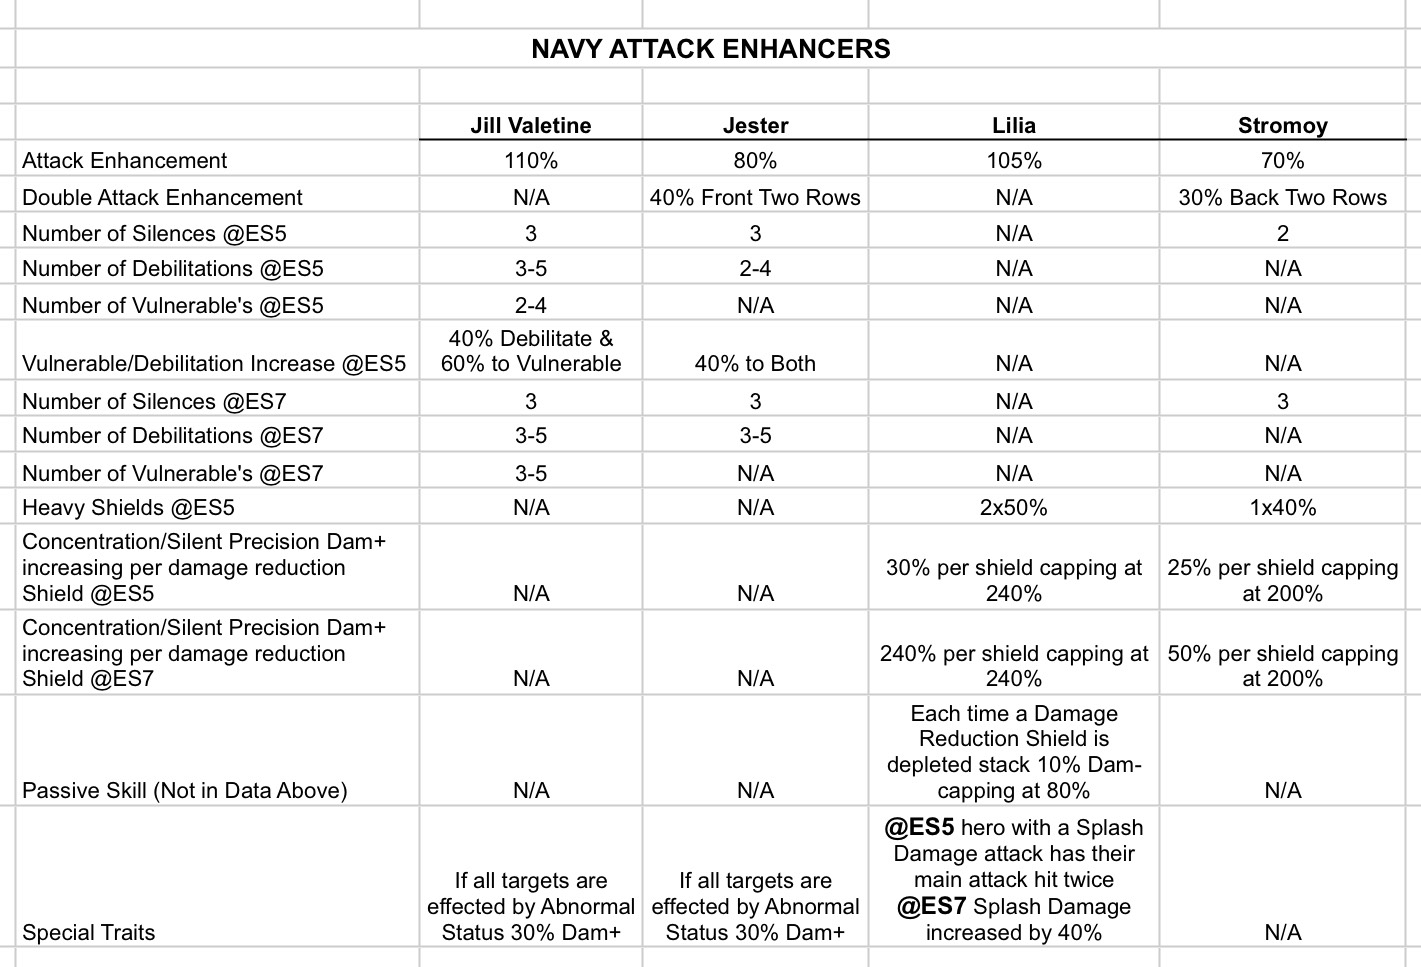 NAVY ATTACK ENHANCERS
Jill Valetine Jester Lilia Stromoy
Attack Enhancement 110% 80% 105% 70%
Double Attack Enhancement N/A 40% Front Two Rows N/A 30% Back Two Rows
Number of Silences @ES5 3 3 N/A 2
Number of Debilitations @ES5 3-5 2-4 N/A N/A
Number of Vulnerable's @ES5 2-4 N/A N/A N/A
40% Debilitate &
Vulnerable/Debilitation Increase @ES5 60% to Vulnerable 40% to Both N/A N/A
Number of Silences @ES7 3 3 N/A 3
Number of Debilitations @ES7 3-5 3-5 N/A N/A
Number of Vulnerable's @ES7 3-5 N/A N/A N/A
Heavy Shields @ES5 N/A N/A 2x50% 1x40%
Concentration/Silent Precision Dam+
increasing per damage reduction 30% per shield capping at 25% per shield capping
Shield @ES5 N/A N/A 240% at 200%
Concentration/Silent Precision Dam+
increasing per damage reduction 240% per shield capping at 50% per shield capping
Shield @ES7 N/A N/A 240% at 200%
Each time a Damage
Reduction Shield is
depleted stack 10% Dam-
Passive Skill (Not in Data Above) N/A N/A capping at 80% N/A
@ES5 hero with a Splash
Damage attack has their
If all targets are If all targets are main attack hit twice
effected by Abnormal effected by Abnormal @ES7 Splash Damage
Special Traits Status 30% Dam+ Status 30% Dam+ increased by 40% N/A